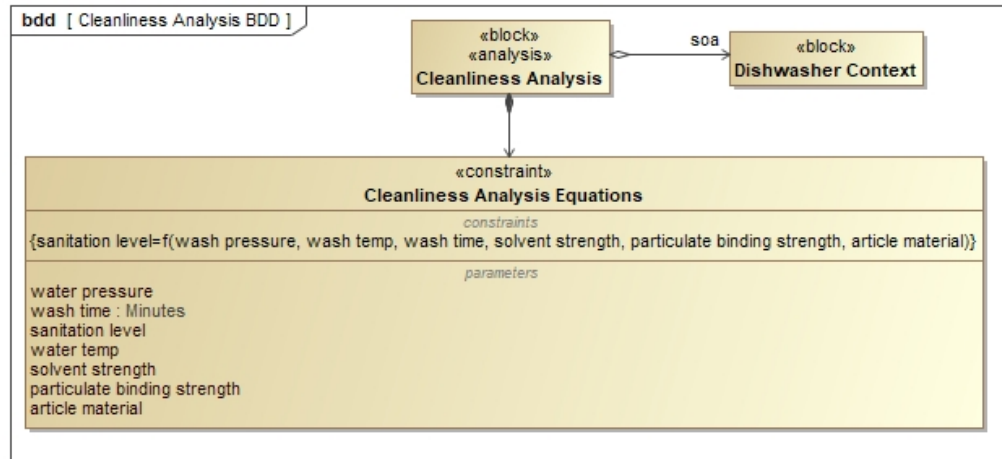 bdd [ Cleanliness Analysis BDD ]
«block»
«analysis»
Cleanliness Analysis
soa
«block»
Dishwasher Context
«constraint»
Cleanliness Analysis Equations
constraints
{sanitation level=f(wash pressure, wash temp, wash time, solvent strength, particulate binding strength, article material)}
parameters
water pressure
wash time : Minutes
sanitation level
water temp
solvent strength
particulate binding strength
article material